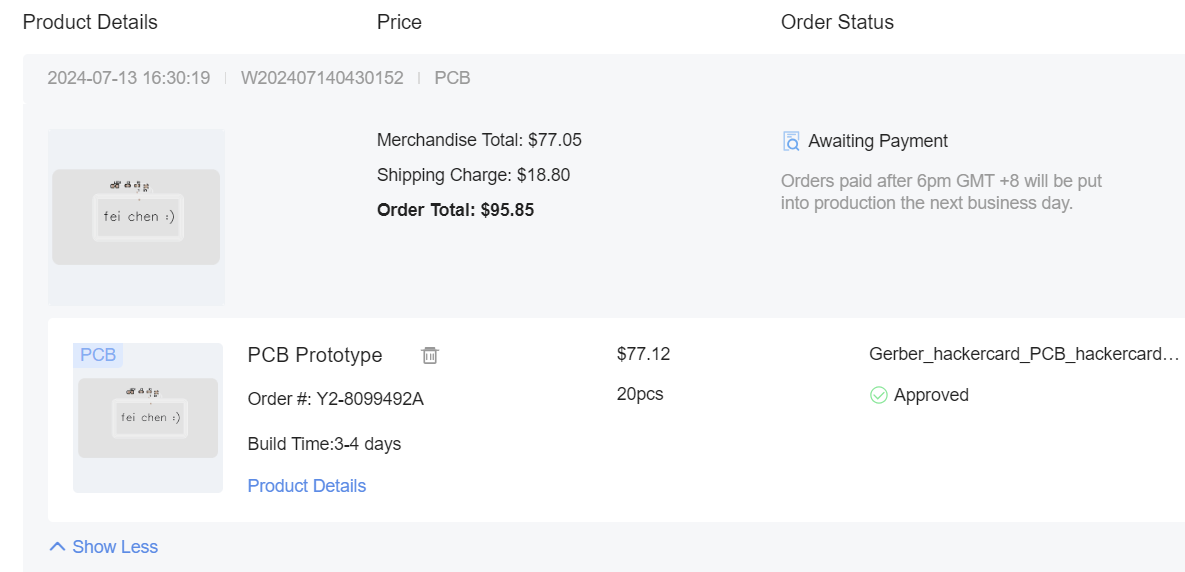 Product Details Price Order Status
2024-07-13 16:30:19 W202407140430152 PCB
Merchandise Total: $77.05
Shipping Charge: $18.80
Order Total: $95.85
Awaiting Payment
Orders paid after 6pm GMT +8 will be put
into production the next business day.
fei chen :)
PCB
fei chen :)
PCB Prototype
Order #: Y2-8099492A
Build Time:3-4 days
Product Details
$77.12
20pcs
Gerber_hackercard_PCB_hackercard…
Approved
Show Less